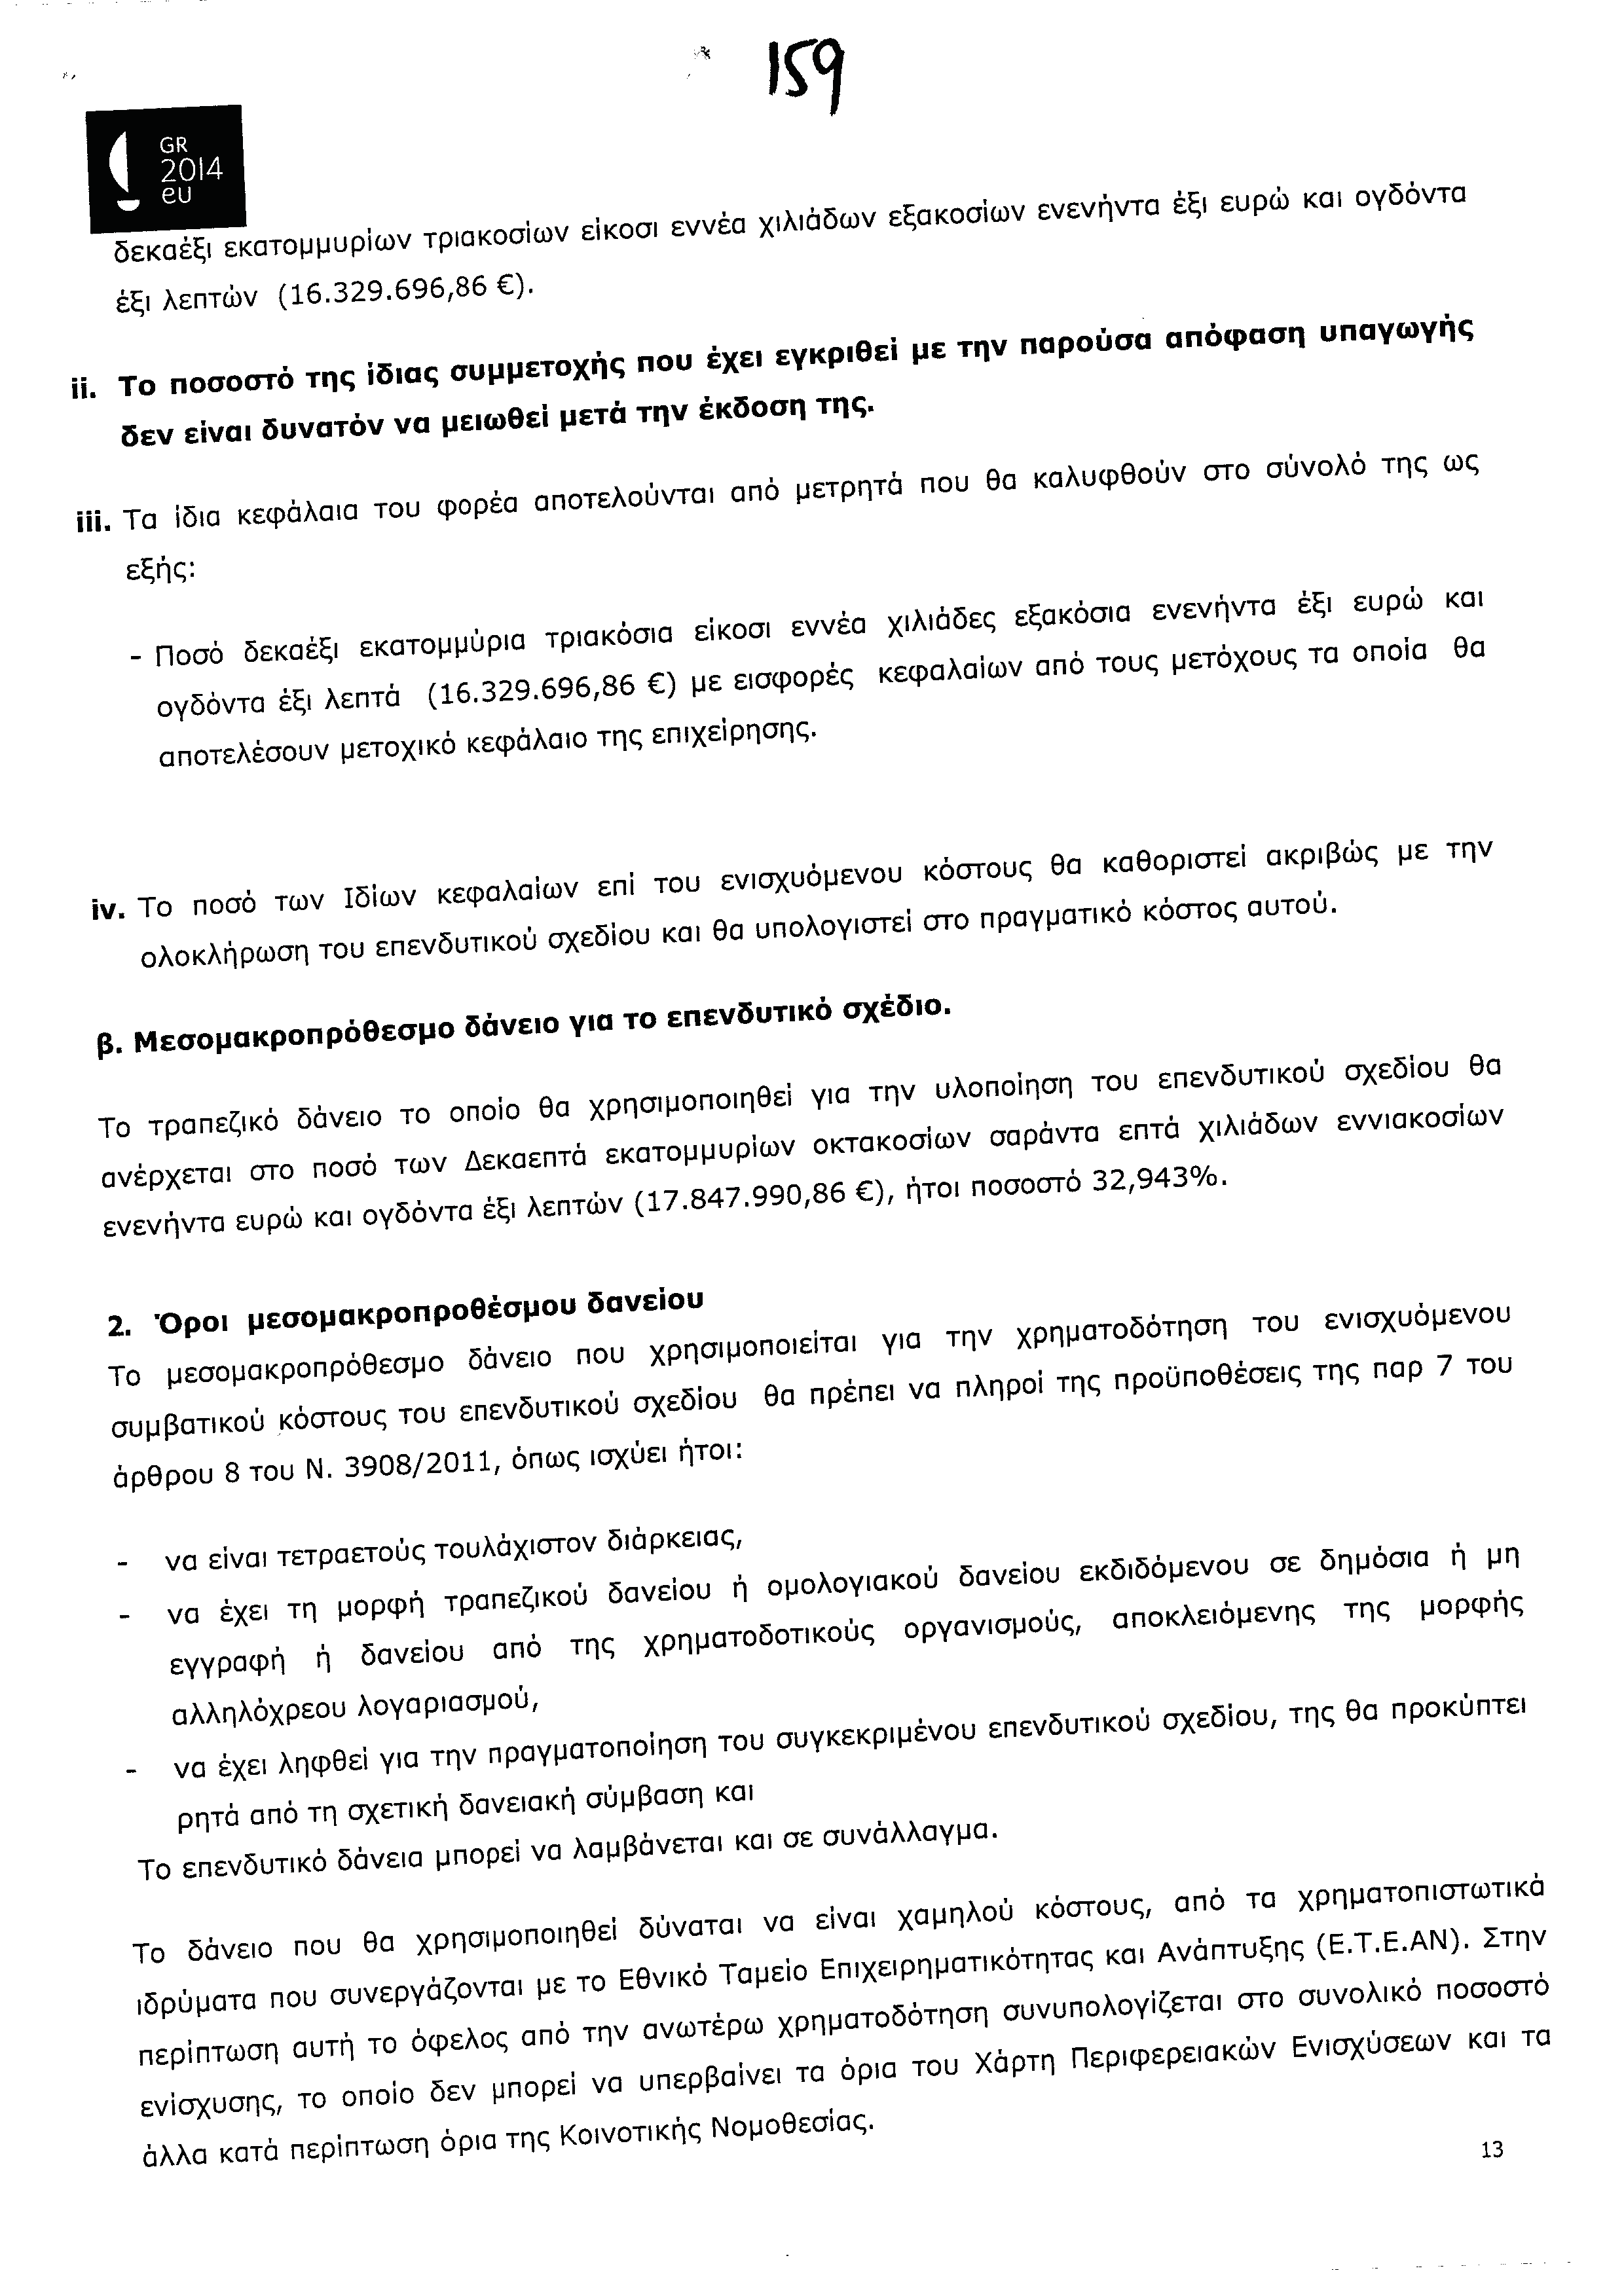 159
GR
2014
eu
δεκαέξι εκατομμυρίων τριακοσίων είκοσι εννέα χιλιάδων εξακοσίων ενενήντα έξι ευρώ και ογδόντα
έξι λεπτών (16.329.696,86 €).
ii. Το ποσοστό της ίδιας συμμετοχής που έχει εγκριθεί με την παρούσα απόφαση υπαγωγής
δεν είναι δυνατόν να μειωθεί μετά την έκδοση της.
iii. Τα ίδια κεφάλαια του φορέα αποτελούνται από μετρητά που θα καλυφθούν στο σύνολό της ως
εξής:
- Ποσό δεκαέξι εκατομμύρια τριακόσια είκοσι εννέα χιλιάδες εξακόσια ενενήντα έξι ευρώ και
ογδόντα έξι λεπτά (16.329.696,86 €) με εισφορές κεφαλαίων από τους μετόχους τα οποία θα
αποτελέσουν μετοχικό κεφάλαιο της επιχείρησης.
iv. Το ποσό των Ιδίων κεφαλαίων επί του ενισχυόμενου κόστους θα καθοριστεί ακριβώς με την
ολοκλήρωση του επενδυτικού σχεδίου και θα υπολογιστεί στο πραγματικό κόστος αυτού.
β. Μεσομακροπρόθεσμο δάνειο για το επενδυτικό σχέδιο.
Το τραπεζικό δάνειο το οποίο θα χρησιμοποιηθεί για την υλοποίηση του επενδυτικού σχεδίου θα
ανέρχεται στο ποσό των Δεκαεπτά εκατομμυρίων οκτακοσίων σαράντα επτά χιλιάδων εννιακοσίων
ενενήντα ευρώ και ογδόντα έξι λεπτών (17.847.990,86 €), ήτοι ποσοστό 32,943%.
2. Όροι μεσομακροπροθέσμου δανείου
Το μεσομακροπρόθεσμο δάνειο που χρησιμοποιείται για την χρηματοδότηση του ενισχυόμενου
συμβατικού κόστους του επενδυτικού σχεδίου θα πρέπει να πληροί της προϋποθέσεις της παρ 7 του
άρθρου 8 του Ν. 3908/2011, όπως ισχύει ήτοι:
- να είναι τετραετούς τουλάχιστον διάρκειας,
- να έχει τη μορφή τραπεζικού δανείου ή ομολογιακού δανείου εκδιδόμενου σε δημόσια ή μη
εγγραφή ή δανείου από της χρηματοδοτικούς οργανισμούς, αποκλειόμενης της μορφής
αλληλόχρεου λογαριασμού,
- να έχει ληφθεί για την πραγματοποίηση του συγκεκριμένου επενδυτικού σχεδίου, της θα προκύπτει
ρητά από τη σχετική δανειακή σύμβαση και
Το επενδυτικό δάνεια μπορεί να λαμβάνεται και σε συνάλλαγμα.
Το δάνειο που θα χρησιμοποιηθεί δύναται να είναι χαμηλού κόστους, από τα χρηματοπιστωτικά
ιδρύματα που συνεργάζονται με το Εθνικό Ταμείο Επιχειρηματικότητας και Ανάπτυξης (Ε.Τ.Ε.ΑΝ). Στην
περίπτωση αυτή το όφελος από την ανωτέρω χρηματοδότηση συνυπολογίζεται στο συνολικό ποσοστό
ενίσχυσης, το οποίο δεν μπορεί να υπερβαίνει τα όρια του Χάρτη Περιφερειακών Ενισχύσεων και τα
άλλα κατά περίπτωση όρια της Κοινοτικής Νομοθεσίας.
13